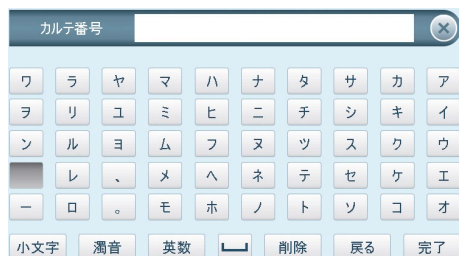 カルテ番号
ワ ラ ヤ マ ハ ナ タ サ カ ア
ヲ リ ユ ミ ヒ ニ チ シ キ イ
ン ル ヨ ム フ ヌ ツ ス ク ウ
レ 、 メ ヘ ネ テ セ ケ エ
ー ロ 。 モ ホ ノ ト ソ コ オ
小文字 濁音 英数 削除 戻る 完了